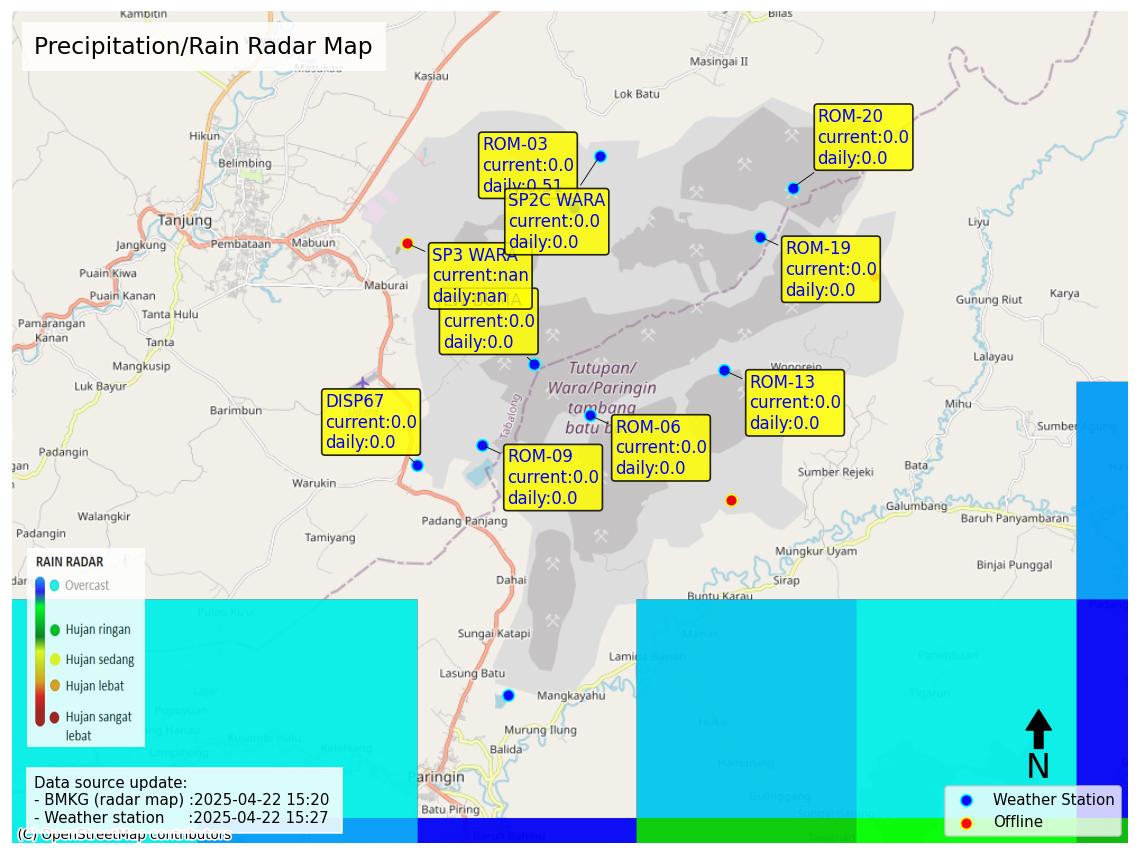 Precipitation/Rain Radar Map
Kambitin
Bilas
Masukau
Kasiau
Masingai II
Lok Batu
Hikun
Belimbing
ROM-03
current:0.0
daily:0.51
ROM-20
current:0.0
daily:0.0
SP2C WARA
current:0.0
daily:0.0
Tanjung
Jangkung
Pembataan
Mabuun
Liyu
SP3 WARA
current:nan
daily:nan
ROM-19
current:0.0
daily:0.0
Puain Kiwa
Maburai
Puain Kanan
Gunung Riut
Karya
Tanta Hulu
current:0.0
daily:0.0
Pamarangan
Kanan
Tanta
Lalayau
Mangkusip
Tutupan/
Wara/Paringin
tambang
batu b
Wonorejo
Luk Bayur
ROM-13
current:0.0
daily:0.0
DISP67
current:0.0
daily:0.0
Tabalong
Barimbun
Mihu
ROM-06
current:0.0
daily:0.0
Sumber Agung
Padangin
ROM-09
current:0.0
daily:0.0
Bata
Sumber Rejeki
Warukin
Galumbang
Walangkir
Padang Panjang
Baruh Panyambaran
Padangin
Tamiyang
Mungkur Uyam
Binjai Punggal
Dahai
Sirap
Buntu Karau
RAIN RADAR
Overcast
Hujan ringan
Hujan sedang
Hujan lebat
Hujan sangat
lebat
Sungai Katapi
Lasung Batu
Mangkayahu
Murung Ilung
Balida
Paringin
Batu Piring
N
Data source update:
- BMKG (radar map) :2025-04-22 15:20
- Weather station :2025-04-22 15:27
Weather Station
Offline
(C) OpenStreetMap contributors